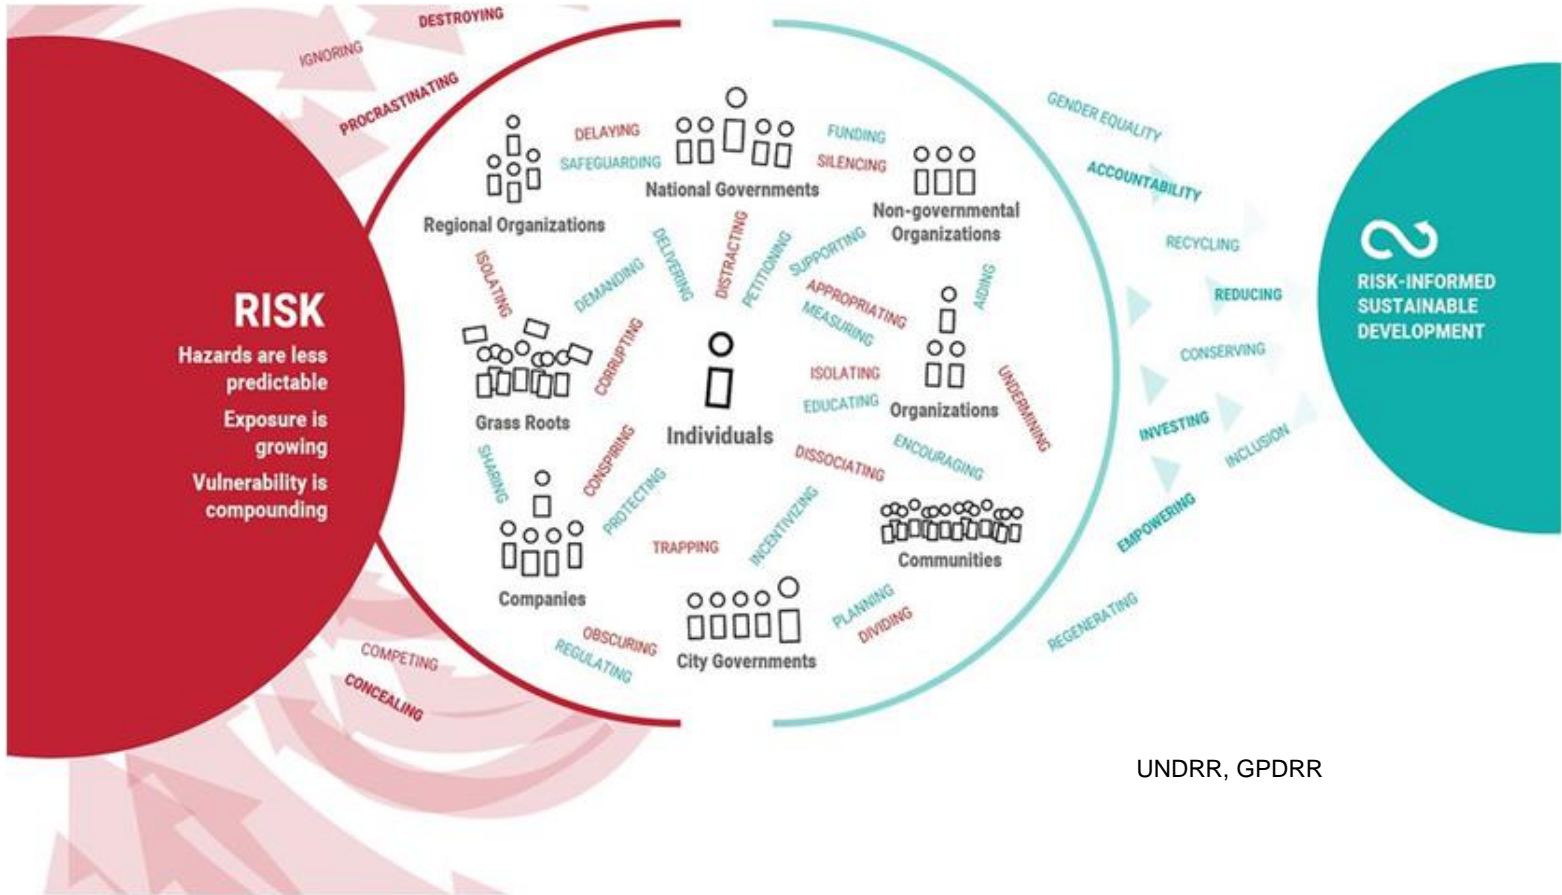 DESTROYING
IGNORING
PROCRASTINATING
RISK
Hazards are less
predictable
Exposure is
growing
Vulnerability is
compounding
COMPETING
CONCEALING
Regional Organizations
DELAYING
SAFEGUARDING
National Governments
FUNDING
SILENCING
Non-governmental
Organizations
ISOLATING
DEMANDING
DELIVERING
DISTRACTING
PETITIONING
SUPPORTING
APPROPRIATING
MEASURING
AIDING
Grass Roots
CORRUPTING
Individuals
ISOLATING
EDUCATING
Organizations
UNDERMINING
SHARING
CONSPIRING
PROTECTING
DISSOCIATING
ENCOURAGING
Companies
TRAPPING
INCENTIVIZING
Communities
OBSCURING
REGULATING
City Governments
PLANNING
DIVIDING
GENDER EQUALITY
ACCOUNTABILITY
RECYCLING
REDUCING
CONSERVING
INVESTING
INCLUSION
EMPOWERING
REGENERATING
RISK-INFORMED
SUSTAINABLE
DEVELOPMENT
UNDRR, GPDRR